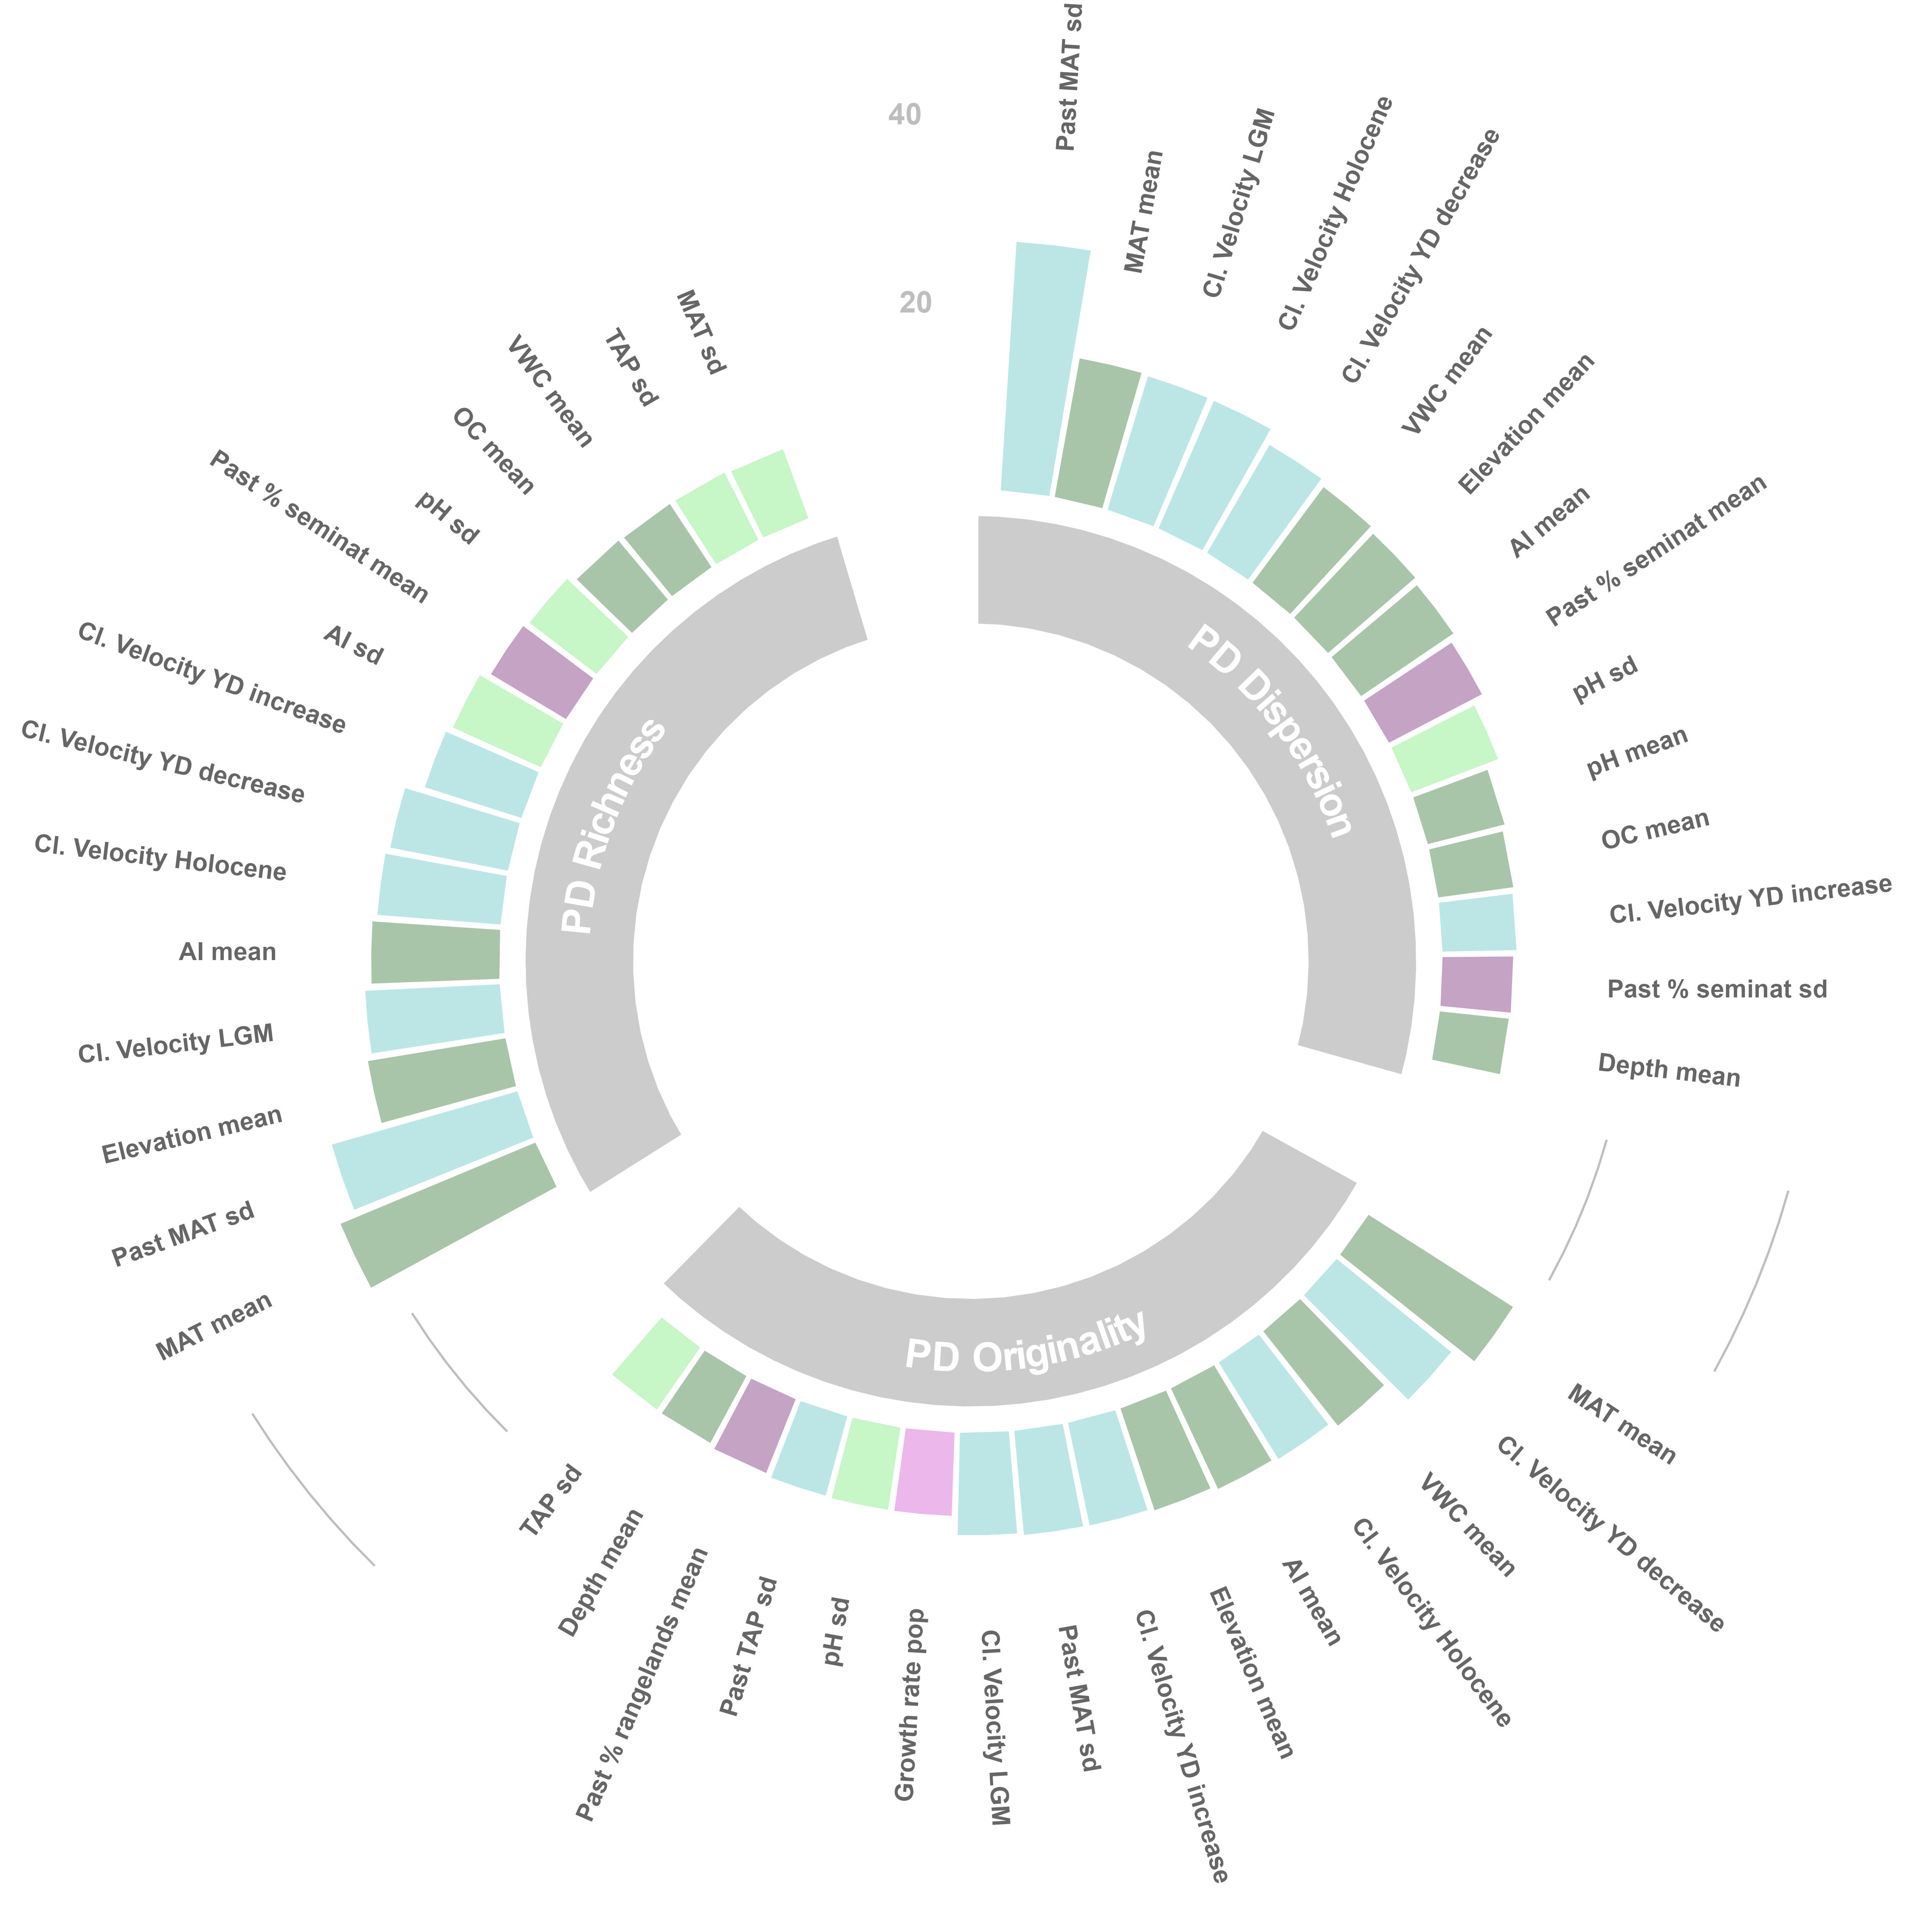 40
20
Past MAT sd
MAT mean
Cl. Velocity LGM
Cl. Velocity Holocene
Cl. Velocity YD decrease
VWC mean
Elevation mean
AI mean
Past % seminat mean
pH sd
pH mean
OC mean
Cl. Velocity YD increase
Past % seminat sd
Depth mean
PD Dispersion
MAT mean
Cl. Velocity YD decrease
VWC mean
Cl. Velocity Holocene
AI mean
Elevation mean
Cl. Velocity YD increase
Past MAT sd
Cl. Velocity LGM
Growth rate pop
pH sd
Past TAP sd
Past % rangelands mean
Depth mean
TAP sd
PD Originality
MAT mean
Past MAT sd
Elevation mean
Cl. Velocity LGM
AI mean
Cl. Velocity Holocene
Cl. Velocity YD decrease
Cl. Velocity YD increase
AI sd
Past % seminat mean
pH sd
OC mean
VWC mean
TAP sd
MAT sd
PD Richness